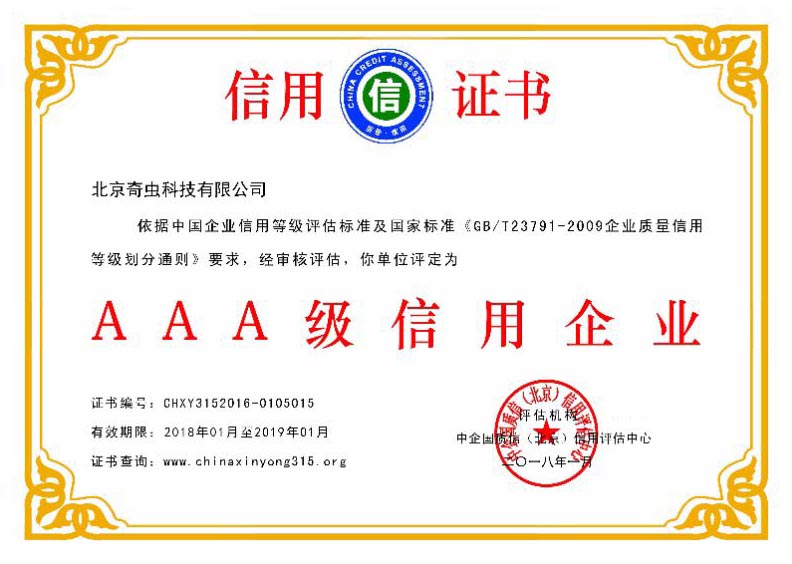 信用 证书
CHINA CREDIT ASSESSMENT
信
北京奇虫科技有限公司
依据中国企业信用等级评估标准及国家标准《GB/T23791-2009企业质量信用
等级划分通则》要求，经审核评估，你单位评定为
AAA级信用企业
证书编号：CHXY3152016-0105015
有效期限：2018年01月至2019年01月
证书查询：www.chinaxinyong315.org
中企国质信（北京）信用评估中心
评估机构
中企国质信（北京）信用评估中心
二〇一八年一月